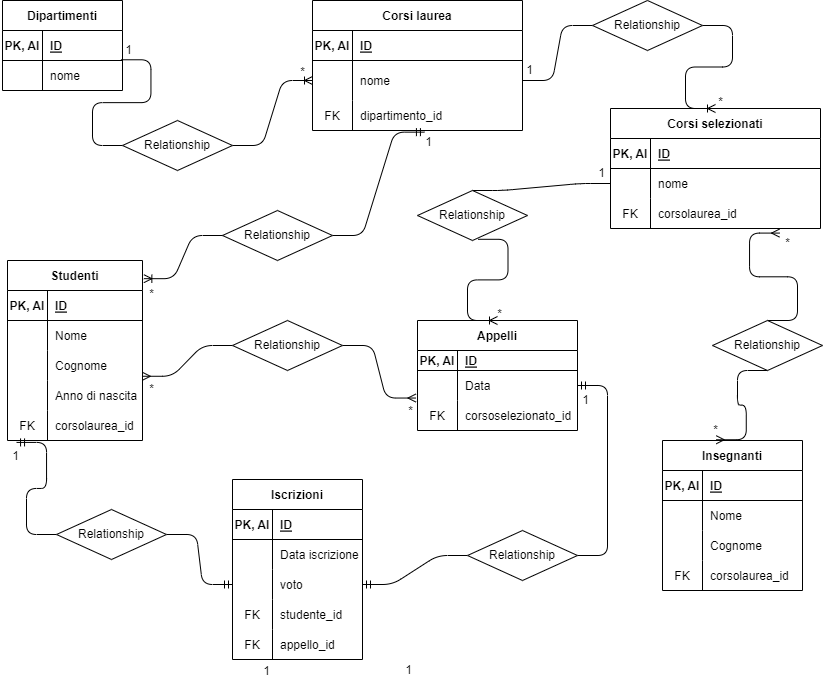 Dipartimenti
PK, AI ID
nome
1
Relationship
*
Corsi laurea
PK, AI ID
nome
FK dipartimento_id
1
1
Relationship
*
Corsi selezionati
PK, AI ID
nome
FK corsolaurea_id
1
*
Relationship
*
Relationship
*
Studenti
PK, AI ID
Nome
Cognome
Anno di nascita
FK corsolaurea_id
*
1
Relationship
*
Appelli
PK, AI ID
Data
FK corsoselezionato_id
1
Relationship
*
Insegnanti
PK, AI ID
Nome
Cognome
FK corsolaurea_id
Iscrizioni
PK, AI ID
Data iscrizione
voto
FK studente_id
FK appello_id
Relationship
Relationship
1
1